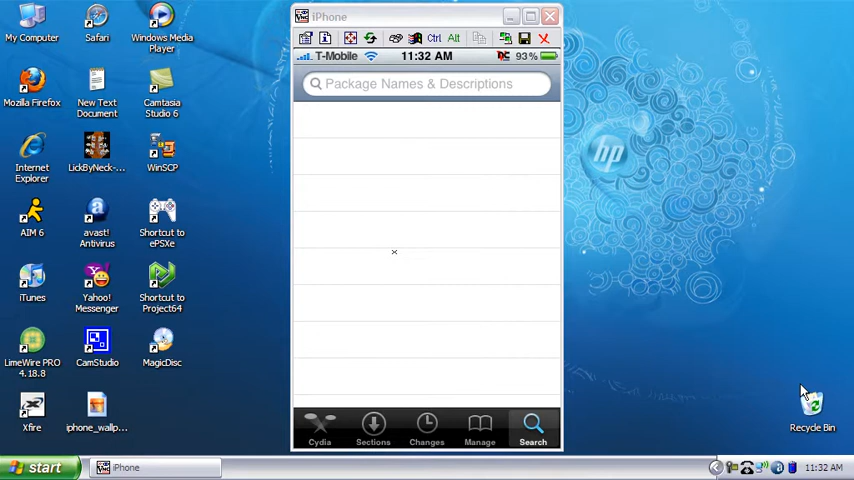 My Computer
Safari
Windows Media
Player
Mozilla Firefox
New Text
Document
Camtasia
Studio 6
Internet
Explorer
LickByNeck-...
WinSCP
AIM 6
avast!
Antivirus
Shortcut to
ePSXe
iTunes
Yahoo!
Messenger
Shortcut to
Project64
LimeWire PRO
4.18.8
CamStudio
MagicDisc
Xfire
iphone_wallp...
iPhone
Ctrl Alt
T-Mobile 11:32 AM 93%
Package Names & Descriptions
Cydia Sections Changes Manage Search
hp
Recycle Bin
start iPhone 11:32 AM